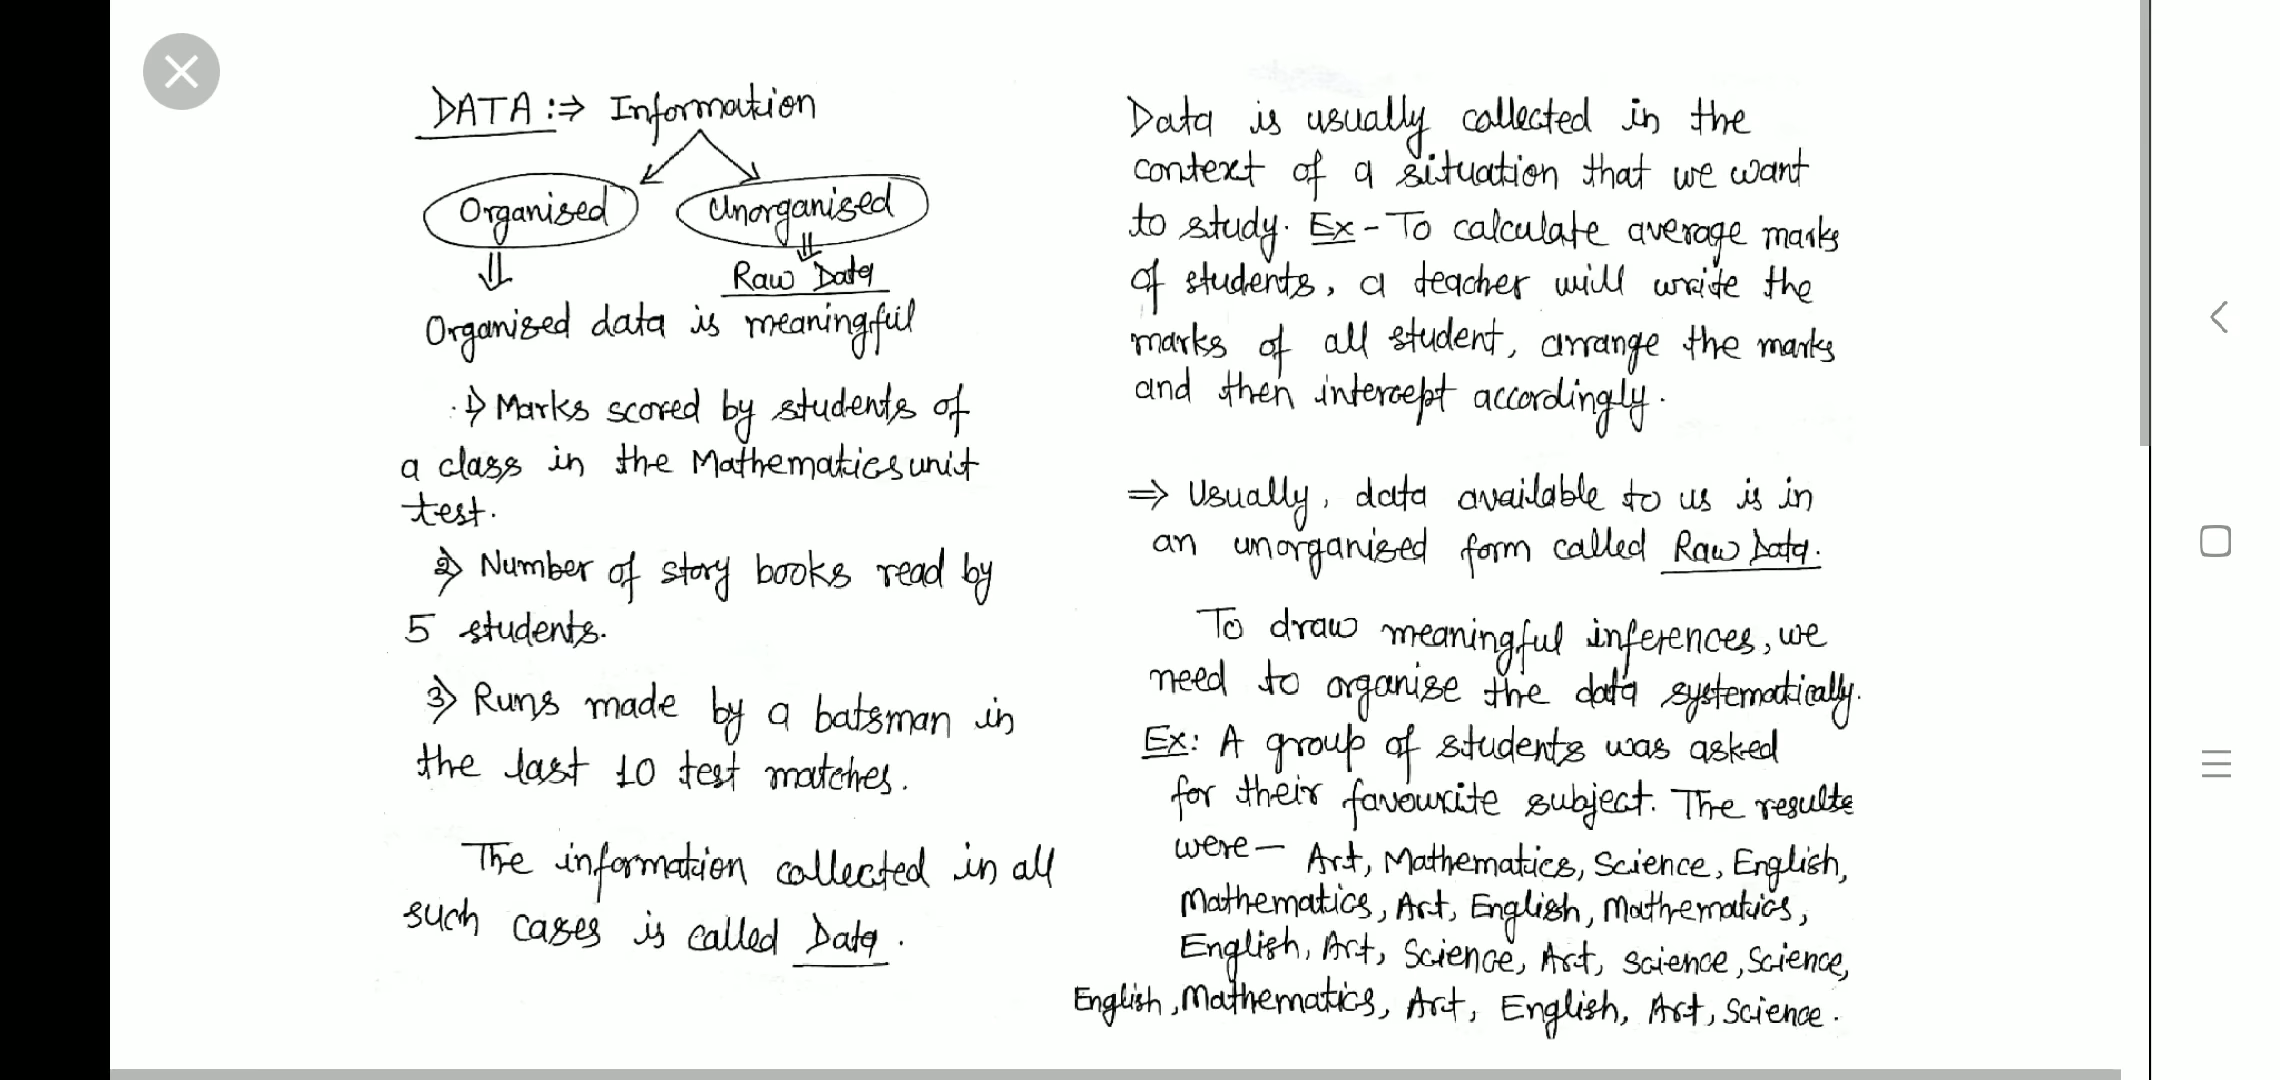 DATA :⇒ Information
Organised
Unorganised
Raw Data
Organised data is meaningful
1) Marks scored by students of
a class in the Mathematics unit
test.
2) Number of story books read by
5 students.
3) Runs made by a batsman in
the last 10 test matches.
The information collected in all
such cases is called Data.
Data is usually collected in the
context of a situation that we want
to study. Ex - To calculate average marks
of students, a teacher will write the
marks of all student, arrange the marks
and then intercept accordingly.
⇒ Usually, data available to us is in
an unorganised form called Raw Data.
To draw meaningful inferences, we
need to organise the data systematically.
Ex: A group of students was asked
for their favourite subject. The results
were — Art, Mathematics, Science, English,
Mathematics, Art, English, Mathematics,
English, Art, Science, Art, Science, Science,
English, Mathematics, Art, English, Art, Science.